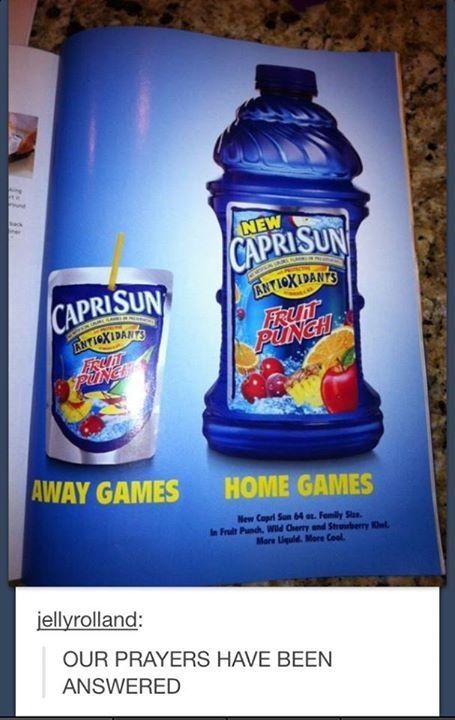 NEW
CAPRISUN
ANTIOXIDANTS
FRUIT
PUNCH
CAPRISUN
ANTIOXIDANTS
FRUIT
PUNCH
AWAY GAMES
HOME GAMES
New Capri Sun 64 oz. Family Size.
In Fruit Punch, Wild Cherry and Strawberry Kiwi.
More Liquid. More Cool.
jellyrolland:
OUR PRAYERS HAVE BEEN
ANSWERED